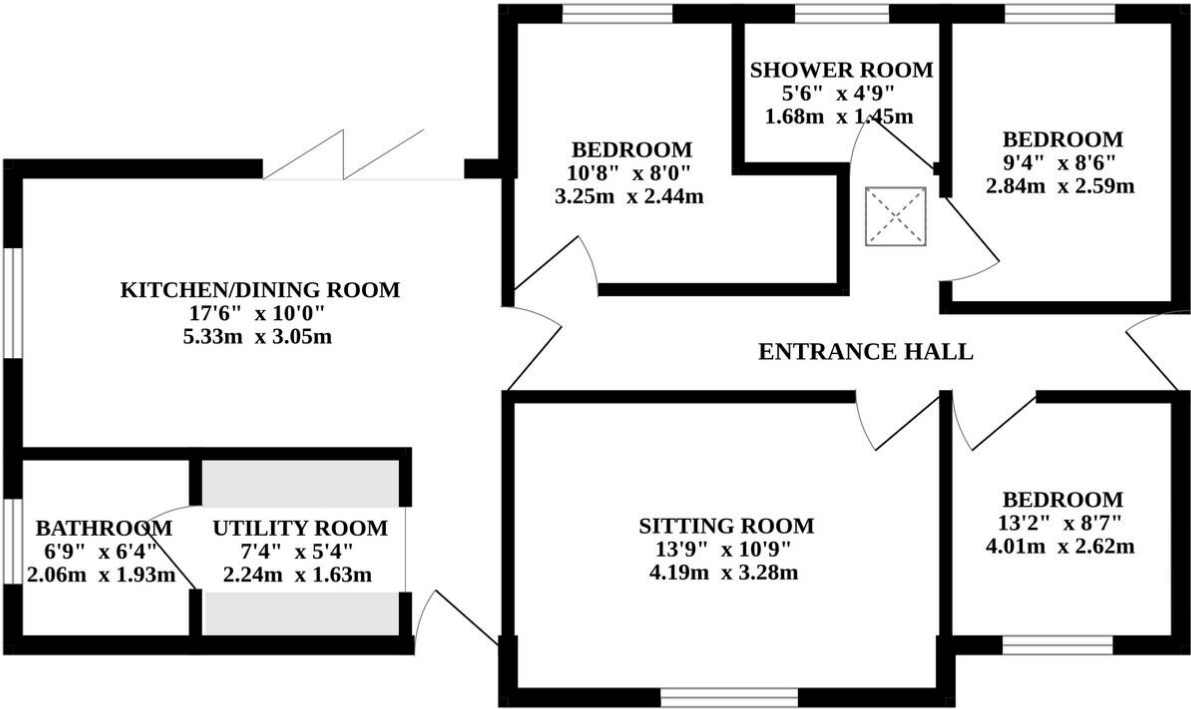 SHOWER ROOM
5'6" x 4'9"
1.68m x 1.45m
BEDROOM
10'8" x 8'0"
3.25m x 2.44m
BEDROOM
9'4" x 8'6"
2.84m x 2.59m
KITCHEN/DINING ROOM
17'6" x 10'0"
5.33m x 3.05m
ENTRANCE HALL
BATHROOM
6'9" x 6'4"
2.06m x 1.93m
UTILITY ROOM
7'4" x 5'4"
2.24m x 1.63m
SITTING ROOM
13'9" x 10'9"
4.19m x 3.28m
BEDROOM
13'2" x 8'7"
4.01m x 2.62m